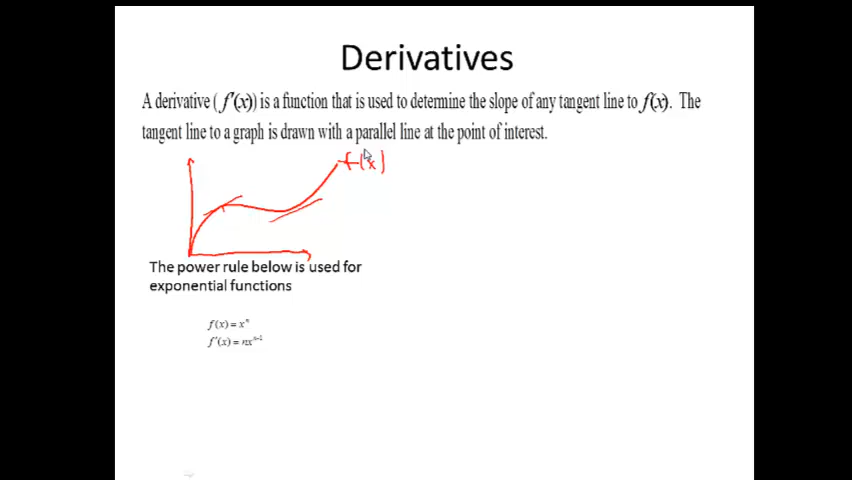 Derivatives
A derivative ( f'(x)) is a function that is used to determine the slope of any tangent line to f(x). The
tangent line to a graph is drawn with a parallel line at the point of interest.
f(x)
The power rule below is used for
exponential functions
f(x) = xⁿ
f'(x) = nxⁿ⁻¹